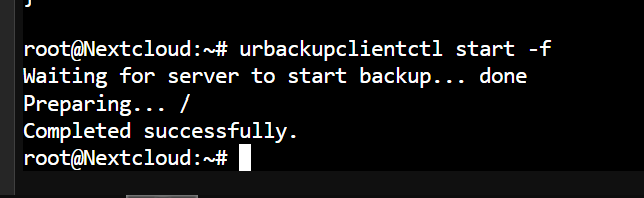 root@Nextcloud:~# urbackupclientctl start -f
Waiting for server to start backup... done
Preparing... /
Completed successfully.
root@Nextcloud:~#